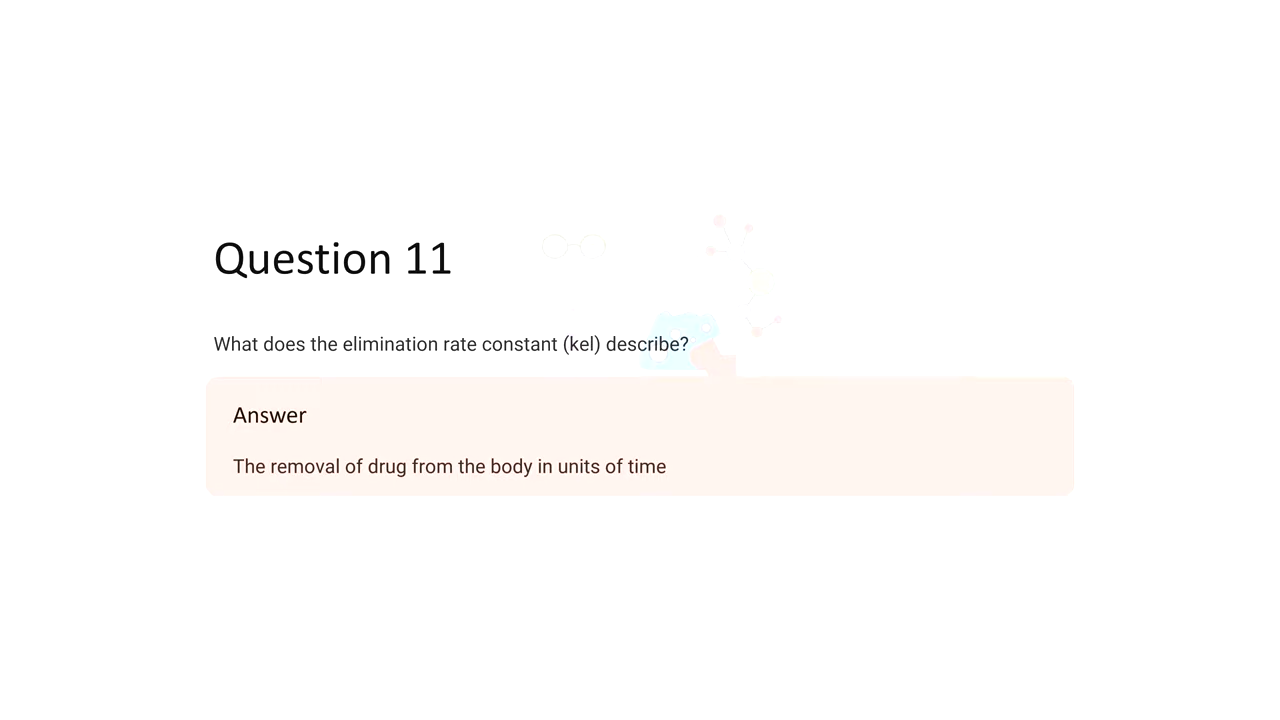 Question 11
What does the elimination rate constant (kel) describe?
Answer
The removal of drug from the body in units of time